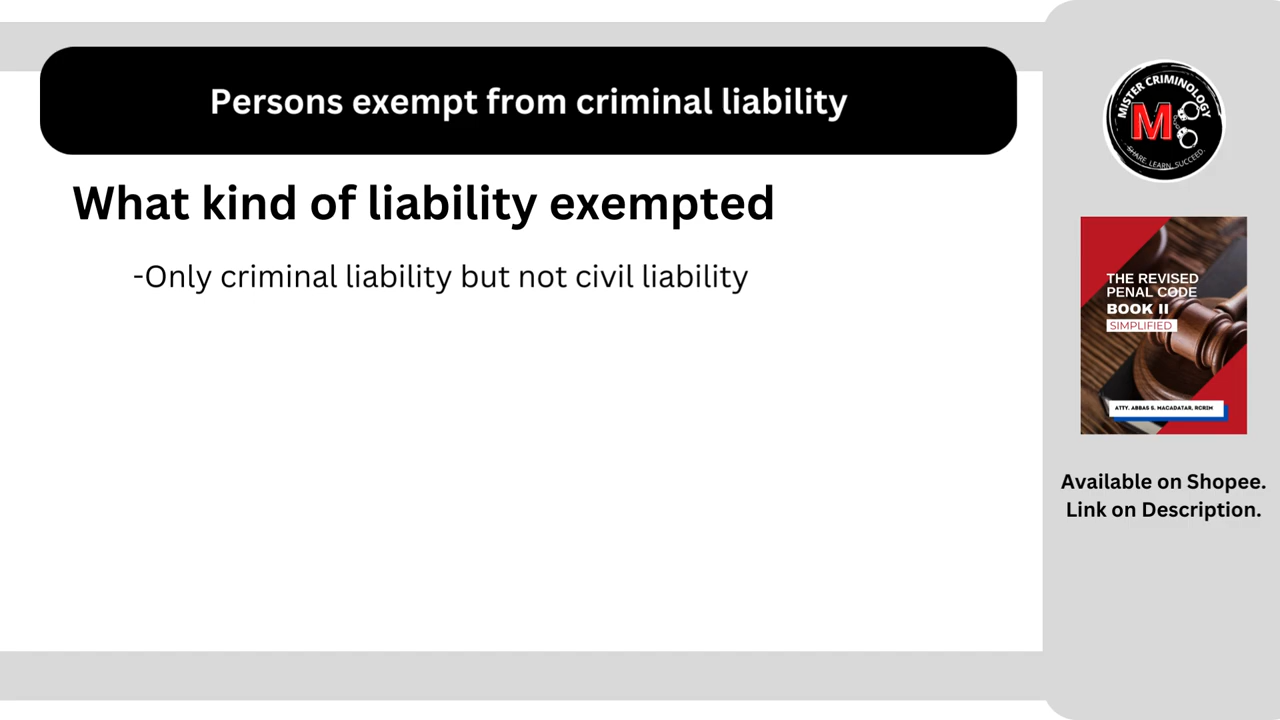 Persons exempt from criminal liability
What kind of liability exempted
-Only criminal liability but not civil liability
MISTER CRIMINOLOGY
M
SHARE. LEARN. SUCCEED.
THE REVISED
PENAL CODE
BOOK II
SIMPLIFIED
ATTY. ABBAS S. MACADATAR, RCRIM
Available on Shopee.
Link on Description.